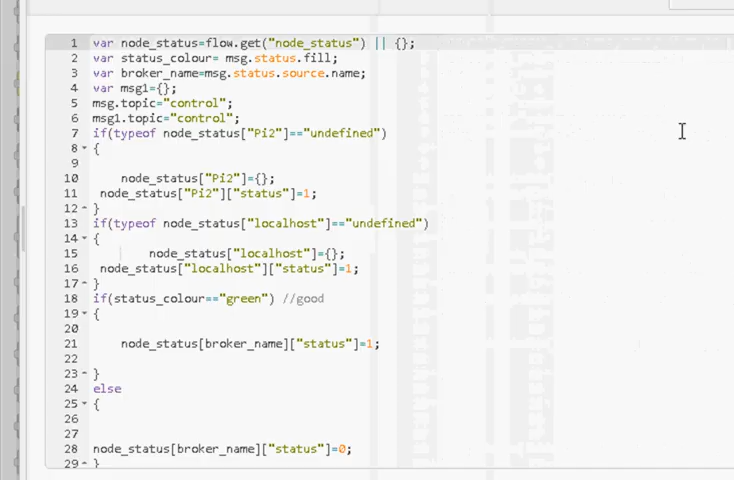 1 var node_status=flow.get("node_status") || {};
2 var status_colour= msg.status.fill;
3 var broker_name=msg.status.source.name;
4 var msg1={};
5 msg.topic="control";
6 msg1.topic="control";
7 if(typeof node_status["Pi2"]=="undefined")
8 {
9
10 node_status["Pi2"]={};
11 node_status["Pi2"]["status"]=1;
12 }
13 if(typeof node_status["localhost"]=="undefined")
14 {
15 node_status["localhost"]={};
16 node_status["localhost"]["status"]=1;
17 }
18 if(status_colour=="green") //good
19 {
20
21 node_status[broker_name]["status"]=1;
22
23 }
24 else
25 {
26
27
28 node_status[broker_name]["status"]=0;
29 }